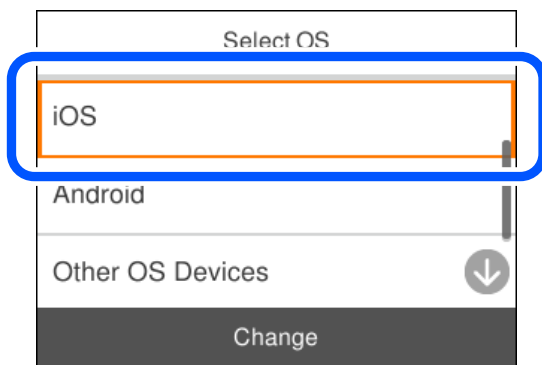 Select OS
iOS
Android
Other OS Devices
Change